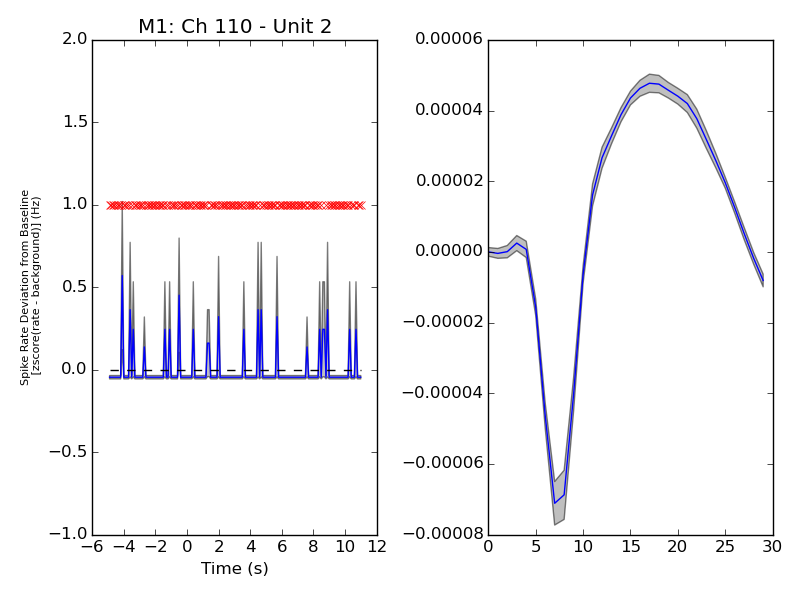 M1: Ch 110 - Unit 2
2.0
1.5
1.0
0.5
0.0
−0.5
−1.0
−6 −4 −2 0 2 4 6 8 10 12
Time (s)
Spike Rate Deviation from Baseline
[zscore(rate - background)] (Hz)
0.00006
0.00004
0.00002
0.00000
−0.00002
−0.00004
−0.00006
−0.00008
0 5 10 15 20 25 30